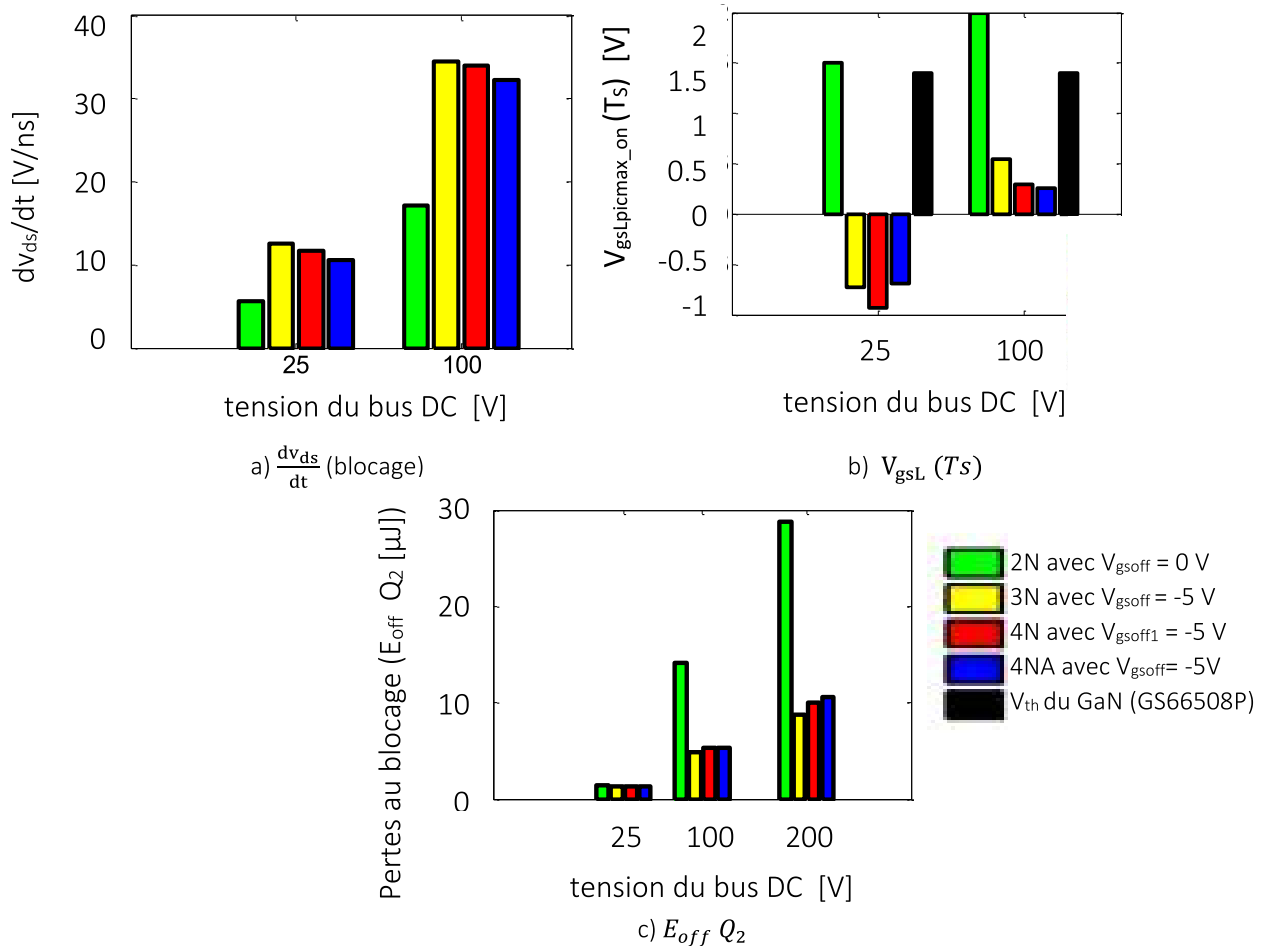 dvds/dt [V/ns]
40
30
20
10
0
25
100
tension du bus DC [V]
a) dvds/dt (blocage)
VgsLpicmax_on (Ts) [V]
2
1.5
1
0.5
0
-0.5
-1
25
100
tension du bus DC [V]
b) VgsL (Ts)
Pertes au blocage (Eoff Q2 [µJ])
30
20
10
0
25
100
200
tension du bus DC [V]
c) Eoff Q2
2N avec Vgsoff = 0 V
3N avec Vgsoff = -5 V
4N avec Vgsoff1 = -5 V
4NA avec Vgsoff= -5V
Vth du GaN (GS66508P)